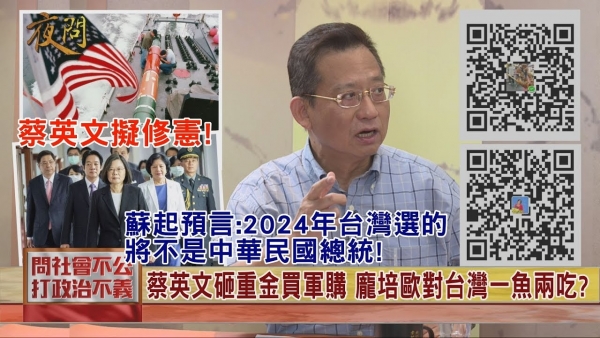 夜問
蔡英文擬修憲!
蘇起預言:2024年台灣選的
將不是中華民國總統!
問社會不公
打政治不義
蔡英文砸重金買軍購 龐培歐對台灣一魚兩吃?